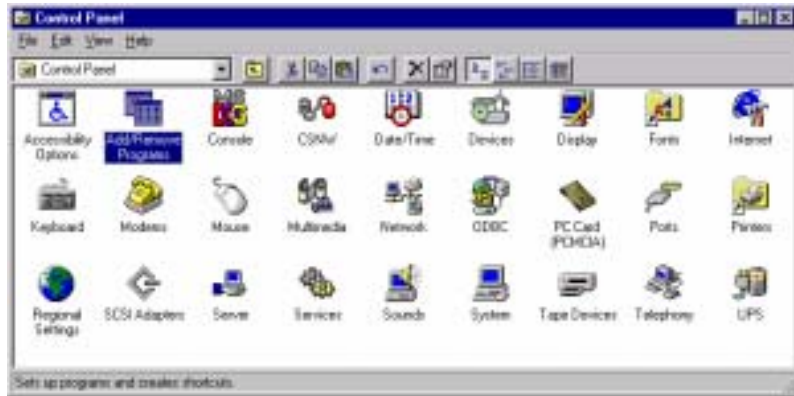 Control Panel
File Edit View Help
Control Panel
Accessibility Options
Add/Remove Programs
Console
CSNW
Date/Time
Devices
Display
Fonts
Internet
Keyboard
Modems
Mouse
Multimedia
Network
ODBC
PC Card (PCMCIA)
Ports
Printers
Regional Settings
SCSI Adapters
Server
Services
Sounds
System
Tape Devices
Telephony
UPS
Sets up programs and creates shortcuts.